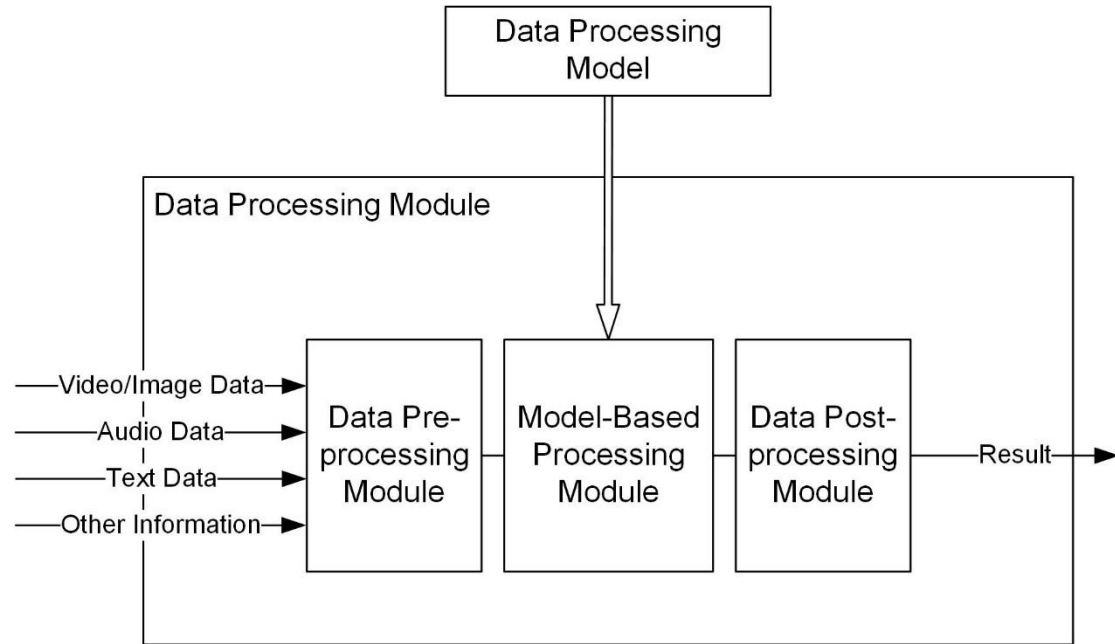 Data Processing
Model
Data Processing Module
Video/Image Data
Audio Data
Text Data
Other Information
Data Pre-
processing
Module
Model-Based
Processing
Module
Data Post-
processing
Module
Result